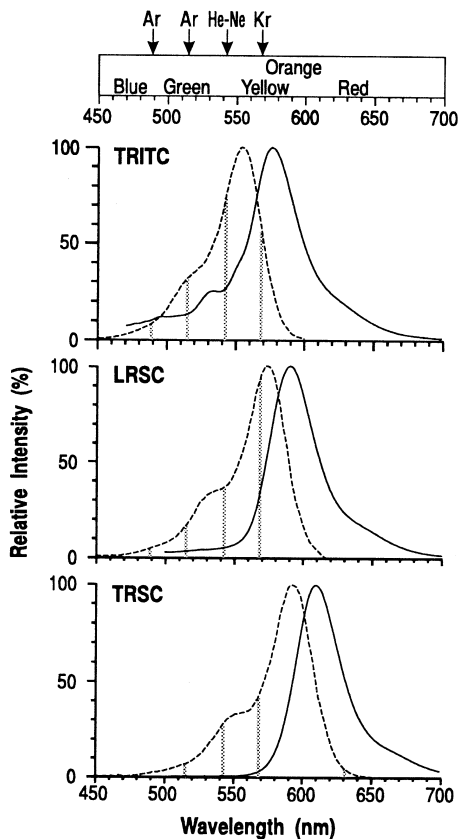 Ar Ar He-Ne Kr
Orange
Blue Green Yellow Red
450 500 550 600 650 700
TRITC
100
50
0
LRSC
100
50
0
Relative Intensity (%)
TRSC
100
50
0
450 500 550 600 650 700
Wavelength (nm)